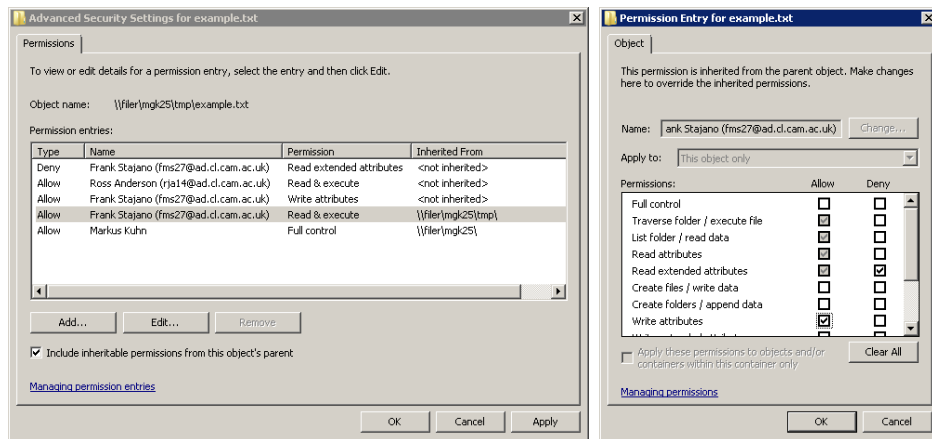 Advanced Security Settings for example.txt
Permissions
To view or edit details for a permission entry, select the entry and then click Edit.
Object name: \\filer\mgk25\tmp\example.txt
Permission entries:
Type Name Permission Inherited From
Deny Frank Stajano (fms27@ad.cl.cam.ac.uk) Read extended attributes <not inherited>
Allow Ross Anderson (rja14@ad.cl.cam.ac.uk) Read & execute <not inherited>
Allow Frank Stajano (fms27@ad.cl.cam.ac.uk) Write attributes <not inherited>
Allow Frank Stajano (fms27@ad.cl.cam.ac.uk) Read & execute \\filer\mgk25\tmp\
Allow Markus Kuhn Full control \\filer\mgk25\
Add... Edit... Remove
Include inheritable permissions from this object's parent
Managing permission entries
OK Cancel Apply
Permission Entry for example.txt
Object
This permission is inherited from the parent object. Make changes
here to override the inherited permissions.
Name: ank Stajano (fms27@ad.cl.cam.ac.uk) Change...
Apply to: This object only
Permissions: Allow Deny
Full control
Traverse folder / execute file
List folder / read data
Read attributes
Read extended attributes
Create files / write data
Create folders / append data
Write attributes
Apply these permissions to objects and/or
containers within this container only
Clear All
Managing permissions
OK Cancel